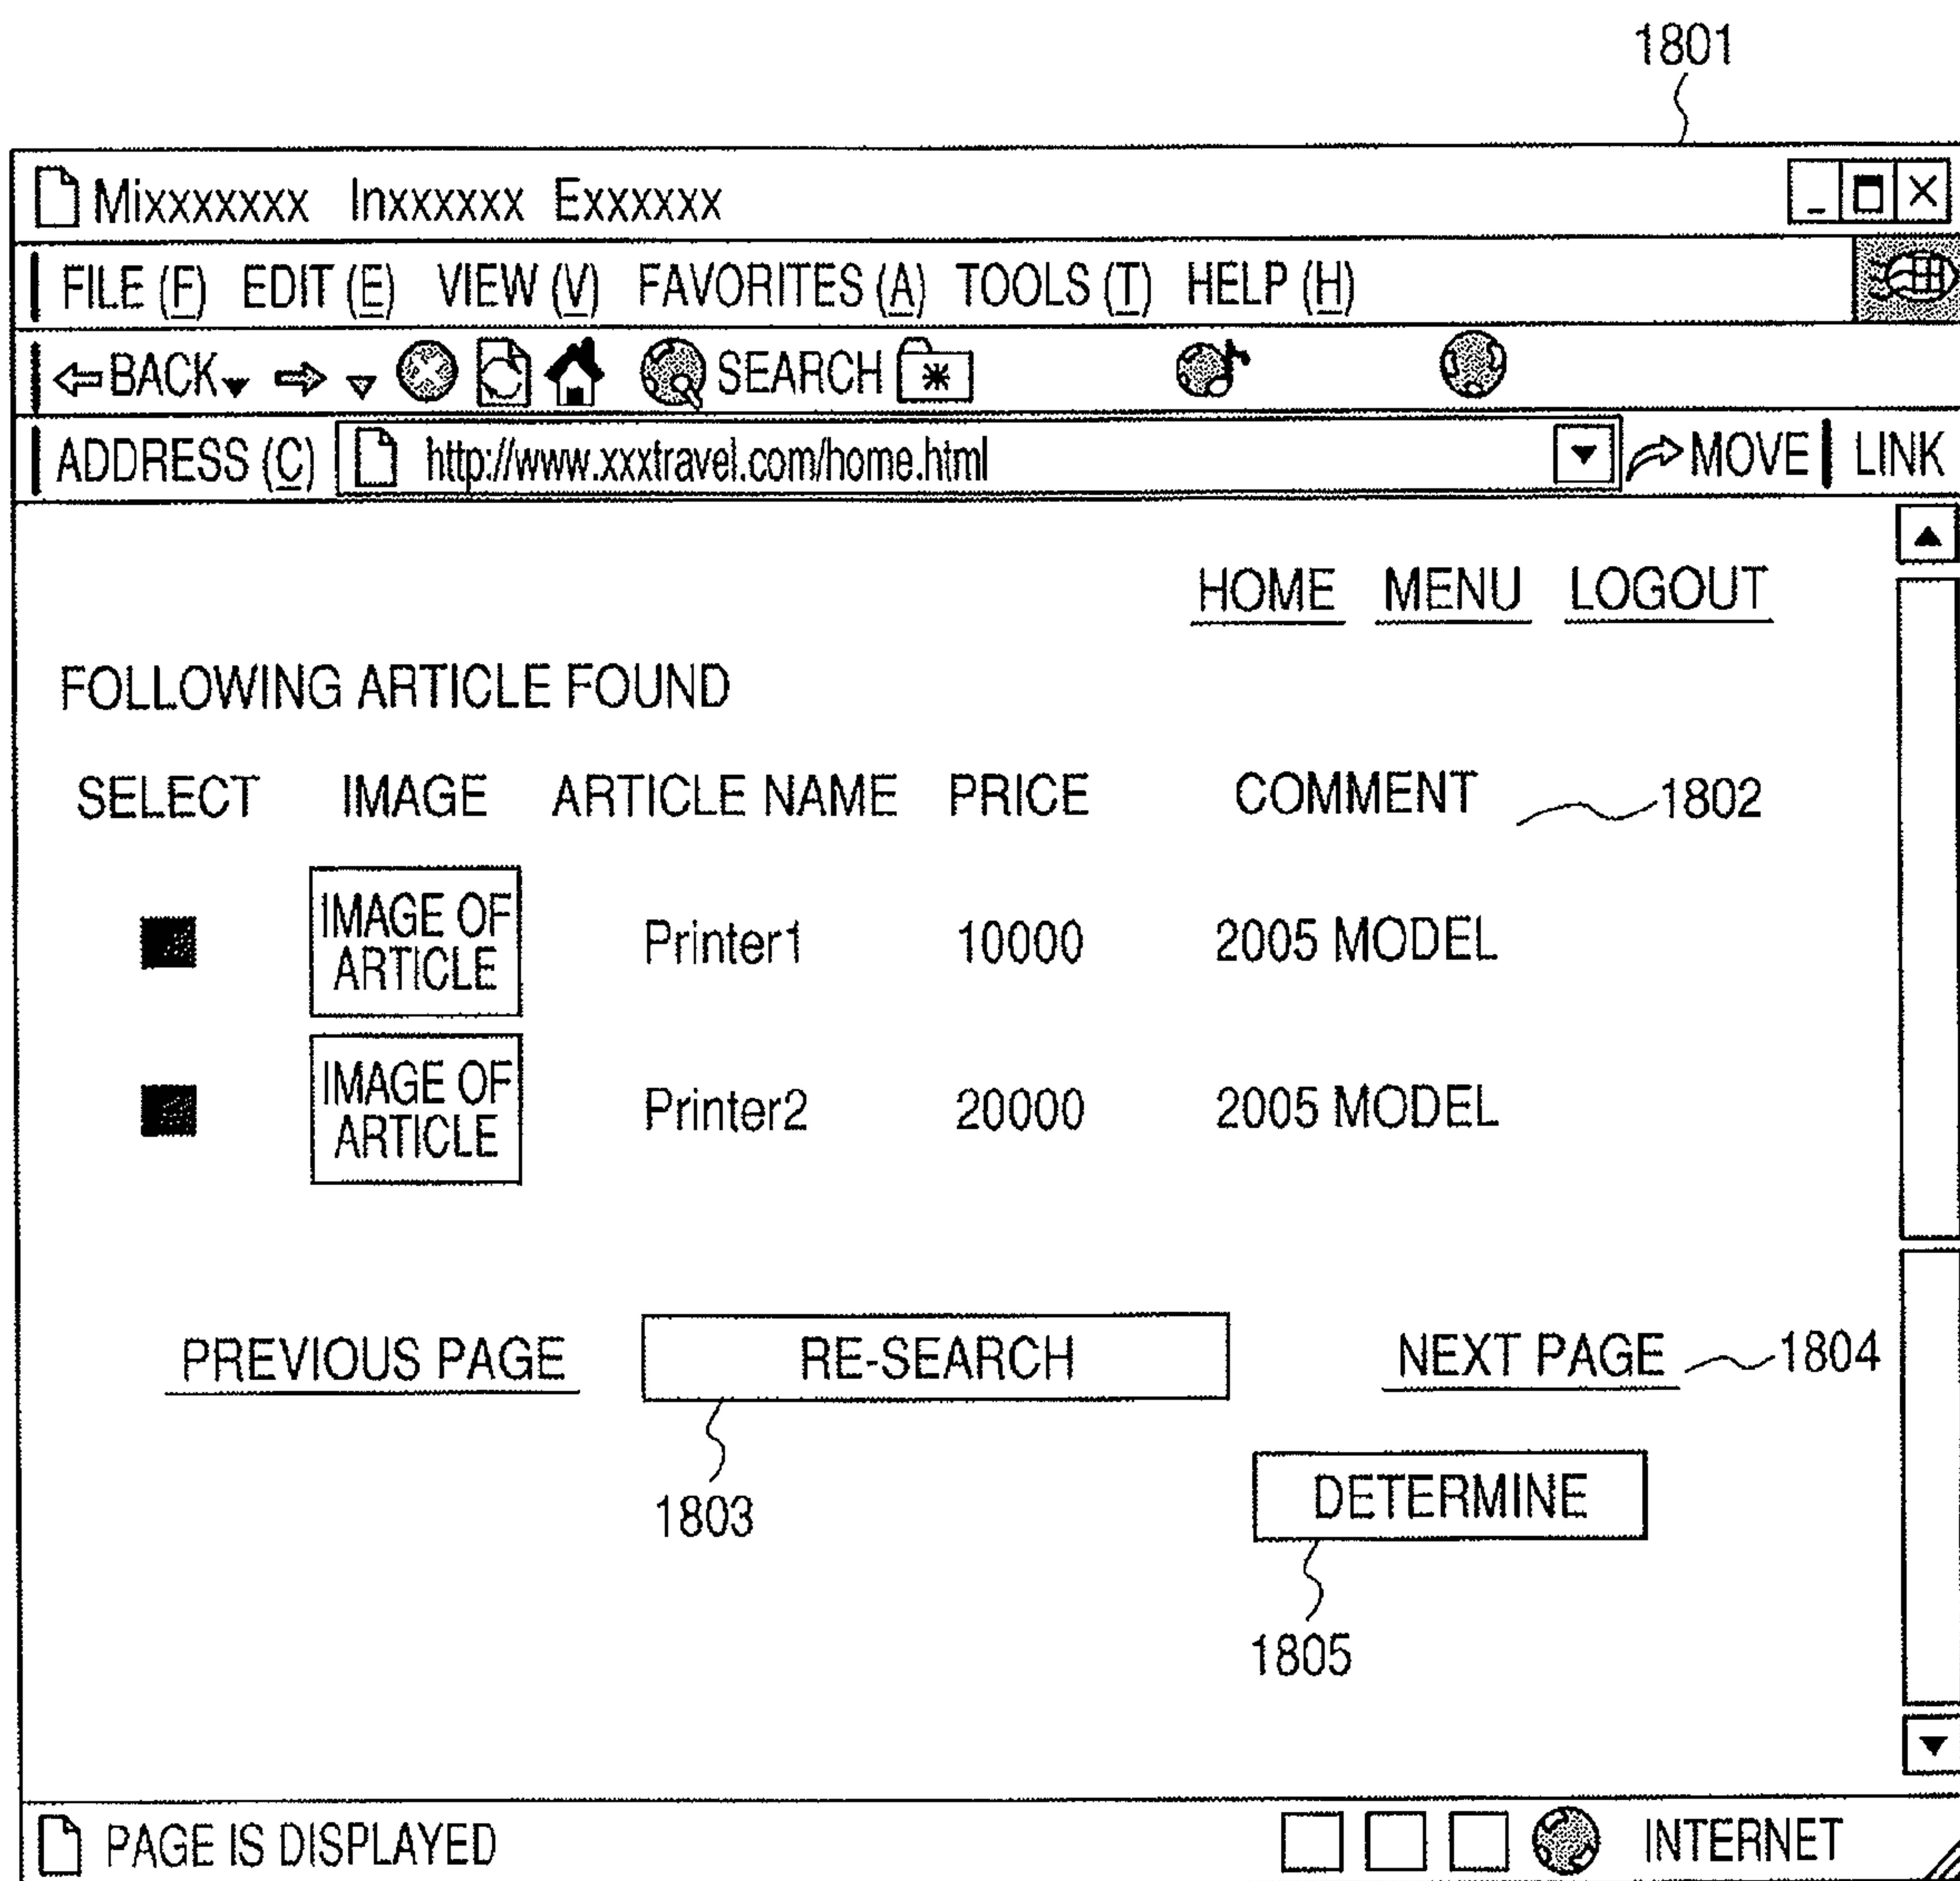 1801
Mixxxxxxx Inxxxxxx Exxxxxx
FILE (F) EDIT (E) VIEW (V) FAVORITES (A) TOOLS (T) HELP (H)
BACK SEARCH
ADDRESS (C) http://www.xxxtravel.com/home.html MOVE LINK
HOME MENU LOGOUT
FOLLOWING ARTICLE FOUND
SELECT IMAGE ARTICLE NAME PRICE COMMENT 1802
IMAGE OF
ARTICLE
Printer1 10000 2005 MODEL
IMAGE OF
ARTICLE
Printer2 20000 2005 MODEL
PREVIOUS PAGE RE-SEARCH NEXT PAGE 1804
1803
DETERMINE
1805
PAGE IS DISPLAYED INTERNET